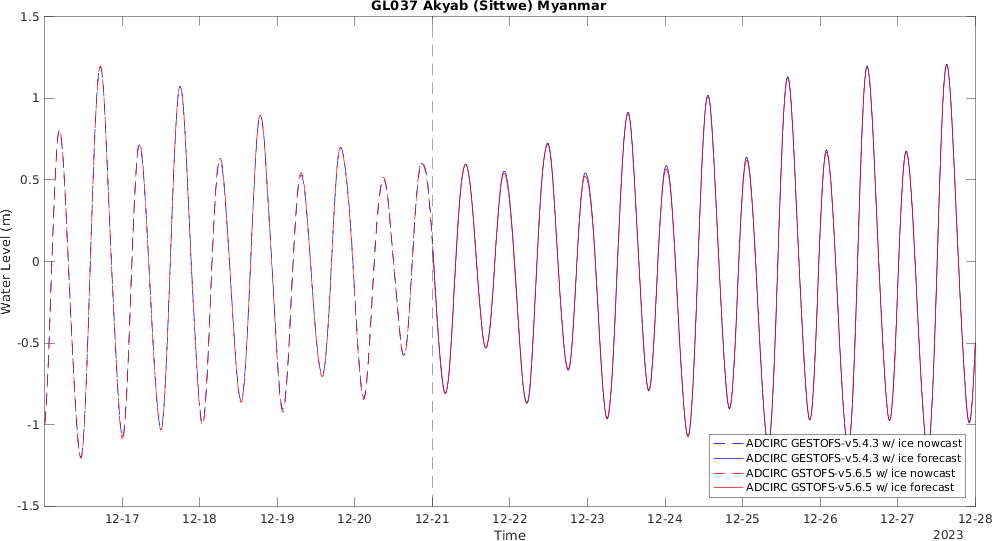 GL037 Akyab (Sittwe) Myanmar
1.5
1
0.5
0
-0.5
-1
-1.5
Water Level (m)
ADCIRC GESTOFS-v5.4.3 w/ ice nowcast
ADCIRC GESTOFS-v5.4.3 w/ ice forecast
ADCIRC GSTOFS-v5.6.5 w/ ice nowcast
ADCIRC GSTOFS-v5.6.5 w/ ice forecast
12-17 12-18 12-19 12-20 12-21 12-22 12-23 12-24 12-25 12-26 12-27 12-28
Time
2023